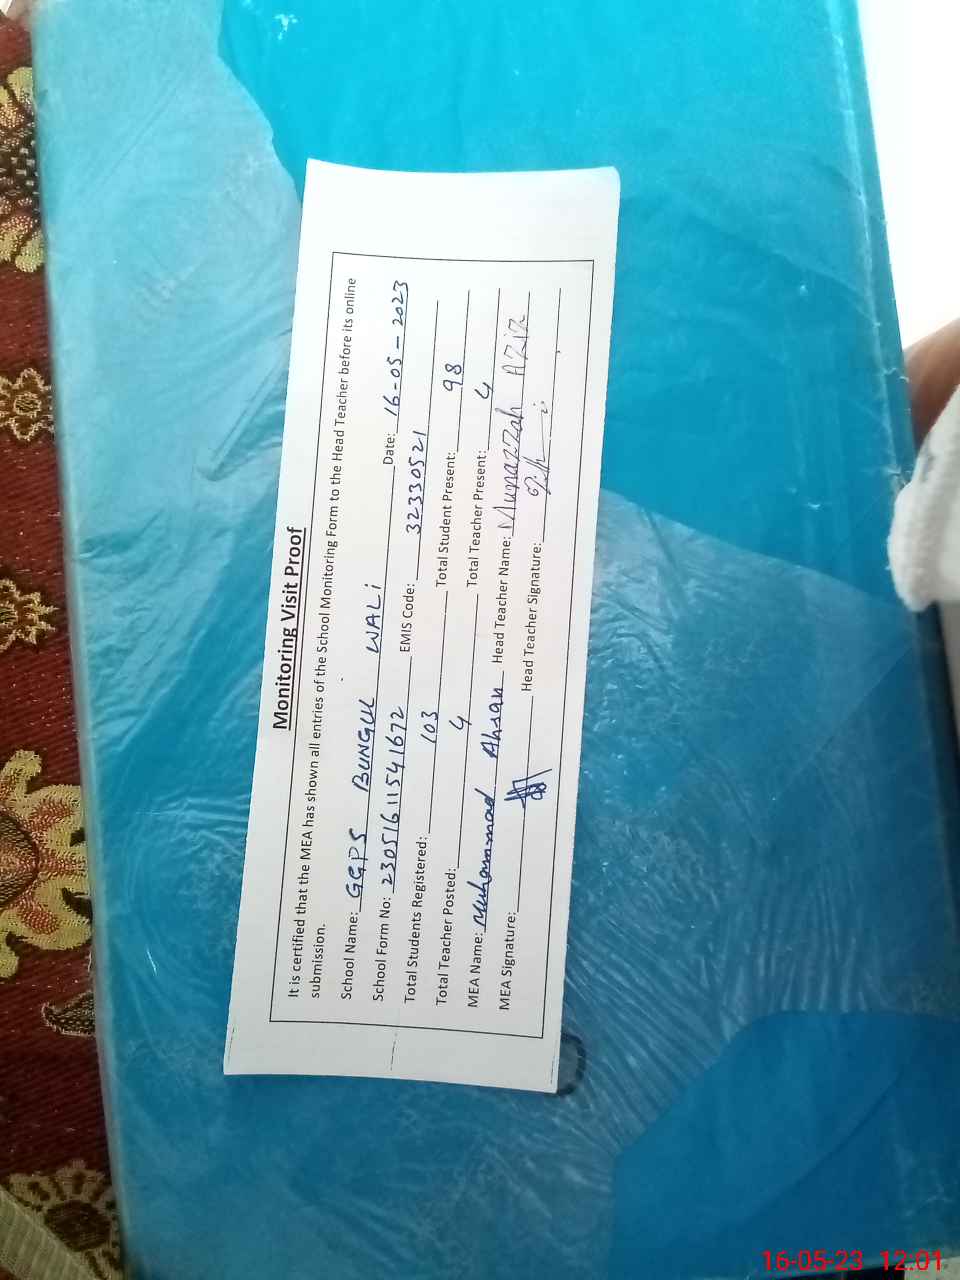 Monitoring Visit Proof
It is certified that the MEA has shown all entries of the School Monitoring Form to the Head Teacher before its online
submission.
School Name: GGPS BUNGLL WALI Date: 16-05-2023
School Form No: 2305161154 1672 EMIS Code: 32330521
Total Students Registered: 103 Total Student Present: 98
Total Teacher Posted: 4 Total Teacher Present: 4
MEA Name: Muhammad Ahsan Head Teacher Name: Munazzah AZiz
MEA Signature: Head Teacher Signature:
16-05-23 12:01